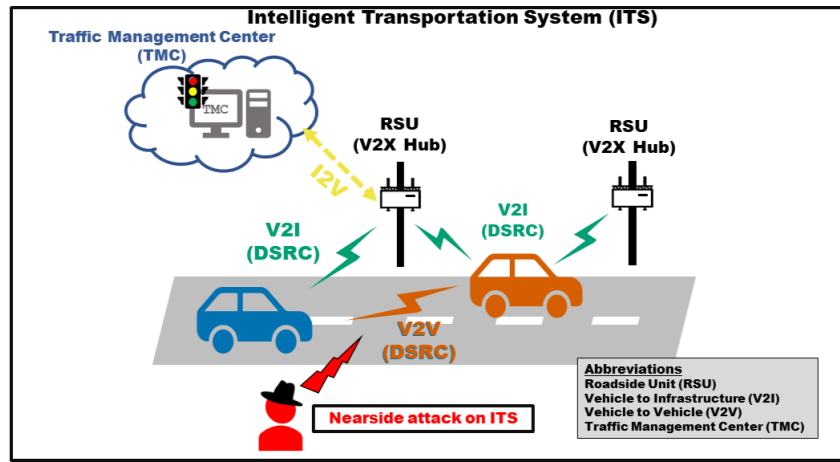 Intelligent Transportation System (ITS)
Traffic Management Center
(TMC)
TMC
RSU
(V2X Hub)
RSU
(V2X Hub)
I2V
V2I
(DSRC)
V2I
(DSRC)
V2V
(DSRC)
Nearside attack on ITS
Abbreviations
Roadside Unit (RSU)
Vehicle to Infrastructure (V2I)
Vehicle to Vehicle (V2V)
Traffic Management Center (TMC)